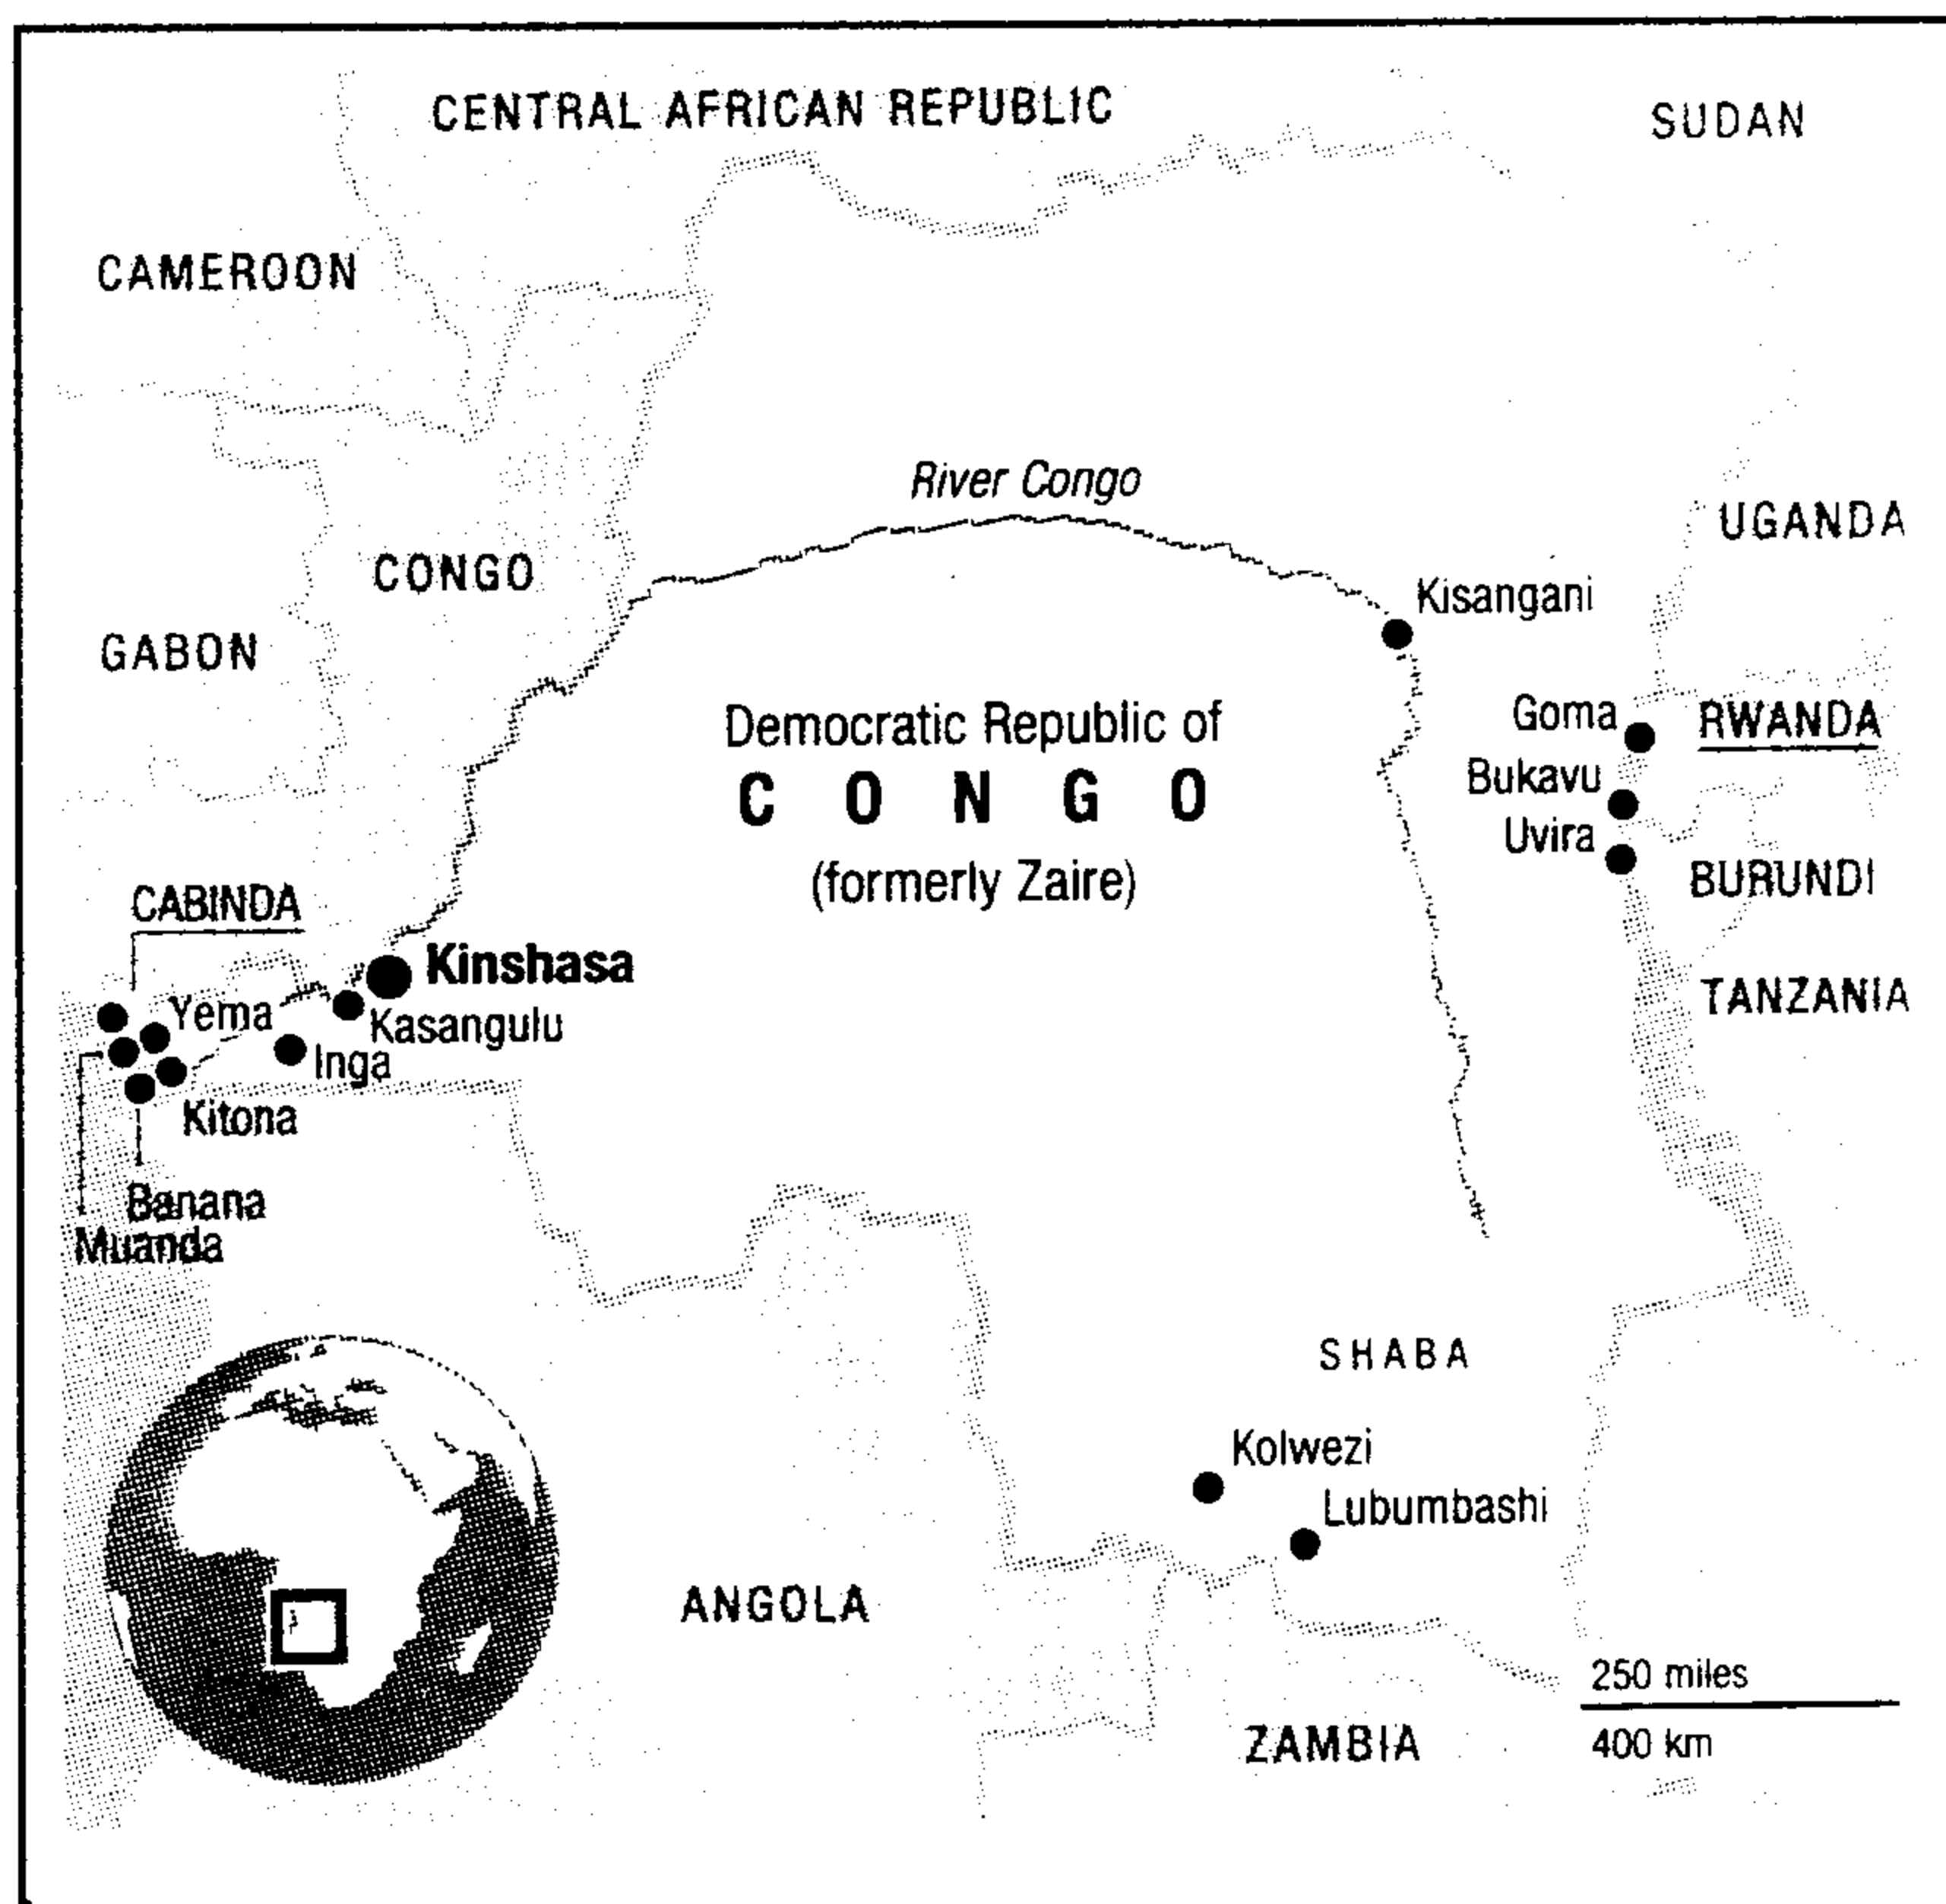 CENTRAL AFRICAN REPUBLIC
SUDAN
CAMEROON
River Congo
UGANDA
CONGO
Kisangani
GABON
Democratic Republic of
CONGO
(formerly Zaire)
Goma
RWANDA
Bukavu
Uvira
BURUNDI
CABINDA
Kinshasa
TANZANIA
Yema
Kasangulu
Inga
Kitona
Banana
Muanda
SHABA
Kolwezi
Lubumbashi
ANGOLA
250 miles
400 km
ZAMBIA